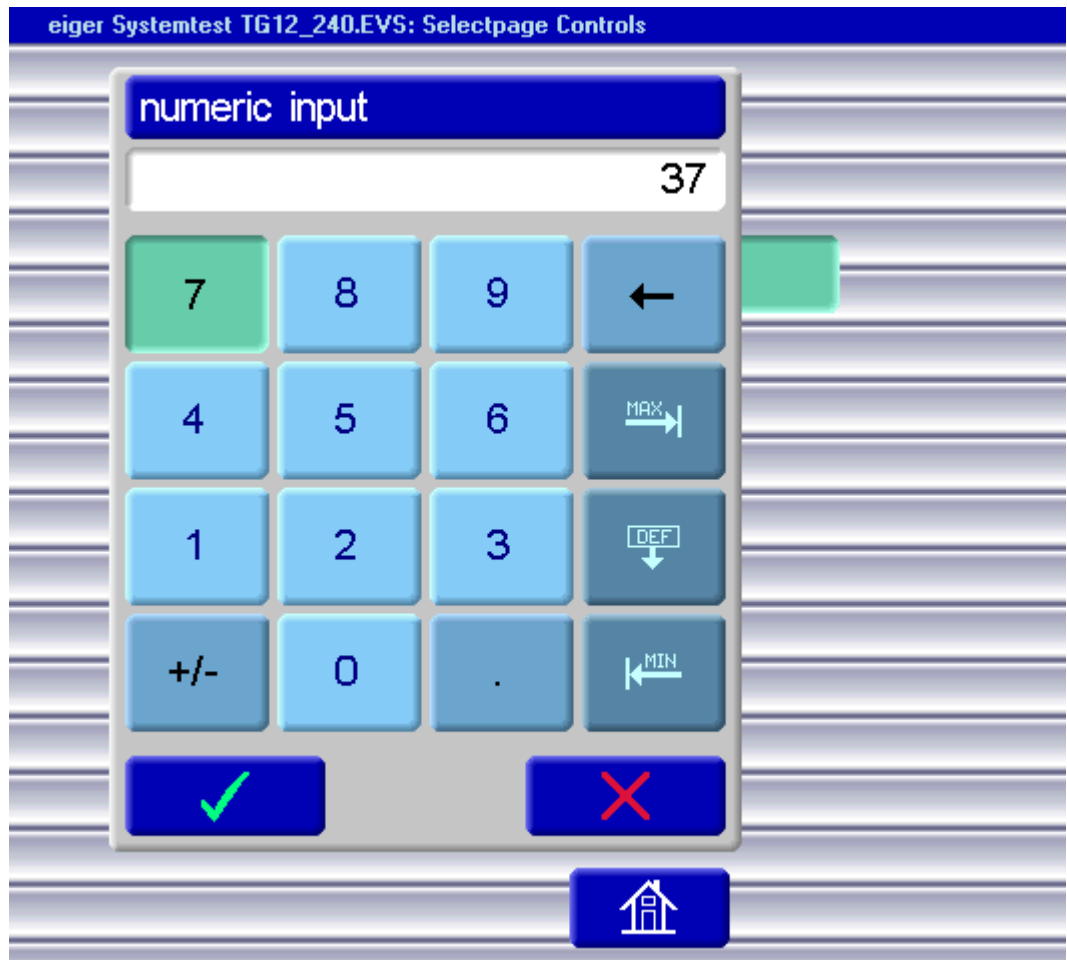 eiger Systemtest TG12_240.EVS: Selectpage Controls
numeric input
37
7 8 9
4 5 6 MAX
1 2 3 DEF
+/- 0 . MIN